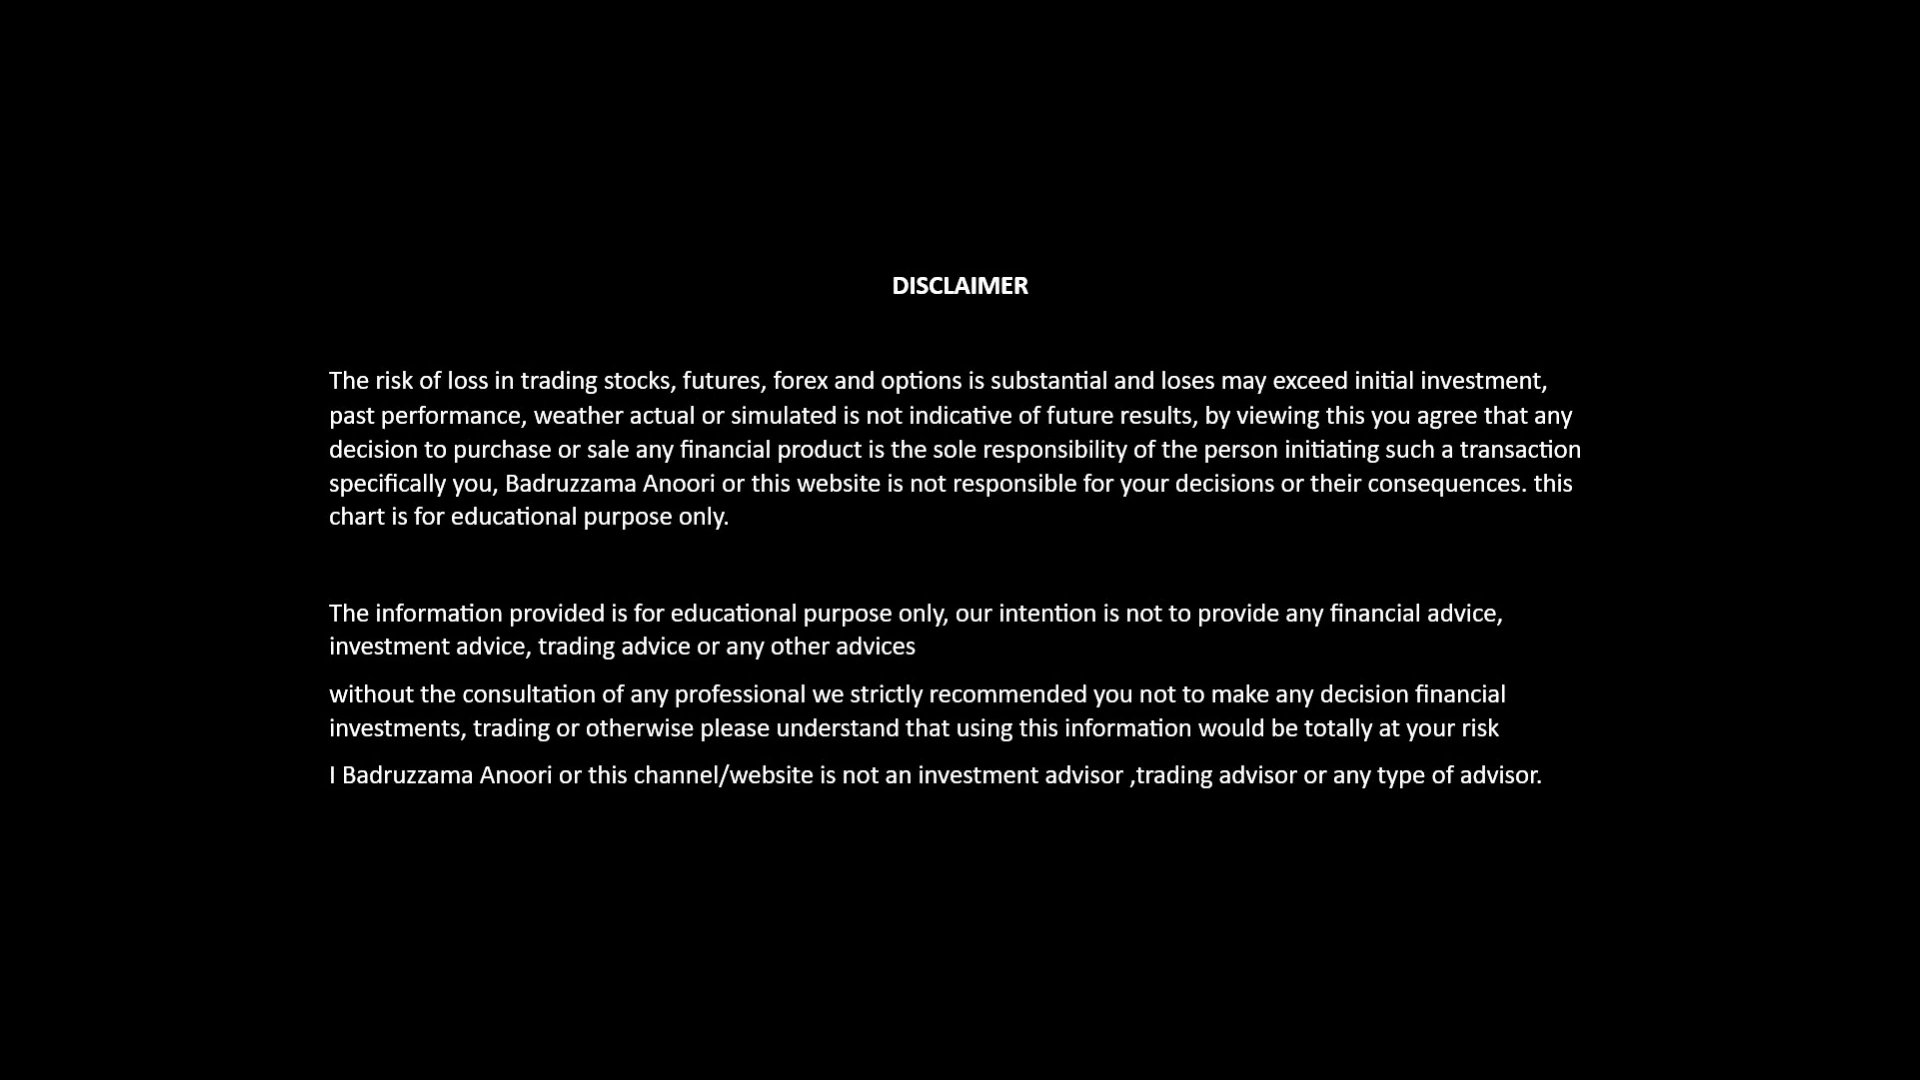 DISCLAIMER
The risk of loss in trading stocks, futures, forex and options is substantial and loses may exceed initial investment,
past performance, weather actual or simulated is not indicative of future results, by viewing this you agree that any
decision to purchase or sale any financial product is the sole responsibility of the person initiating such a transaction
specifically you, Badruzzama Anoori or this website is not responsible for your decisions or their consequences. this
chart is for educational purpose only.
The information provided is for educational purpose only, our intention is not to provide any financial advice,
investment advice, trading advice or any other advices
without the consultation of any professional we strictly recommended you not to make any decision financial
investments, trading or otherwise please understand that using this information would be totally at your risk
I Badruzzama Anoori or this channel/website is not an investment advisor ,trading advisor or any type of advisor.